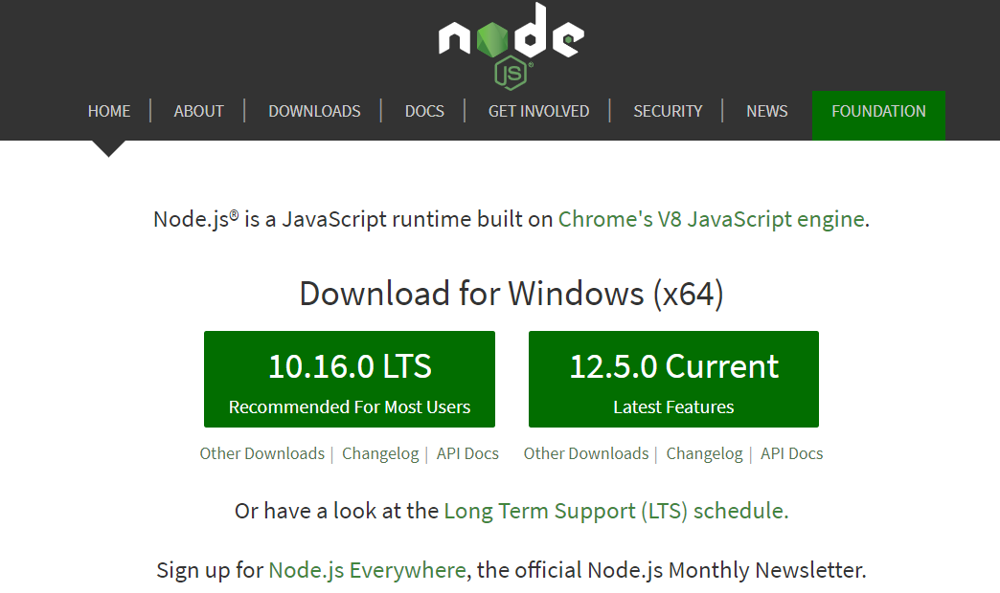 node
JS®
HOME | ABOUT | DOWNLOADS | DOCS | GET INVOLVED | SECURITY | NEWS FOUNDATION
Node.js® is a JavaScript runtime built on Chrome's V8 JavaScript engine.
Download for Windows (x64)
10.16.0 LTS
Recommended For Most Users
12.5.0 Current
Latest Features
Other Downloads | Changelog | API Docs
Other Downloads | Changelog | API Docs
Or have a look at the Long Term Support (LTS) schedule.
Sign up for Node.js Everywhere, the official Node.js Monthly Newsletter.